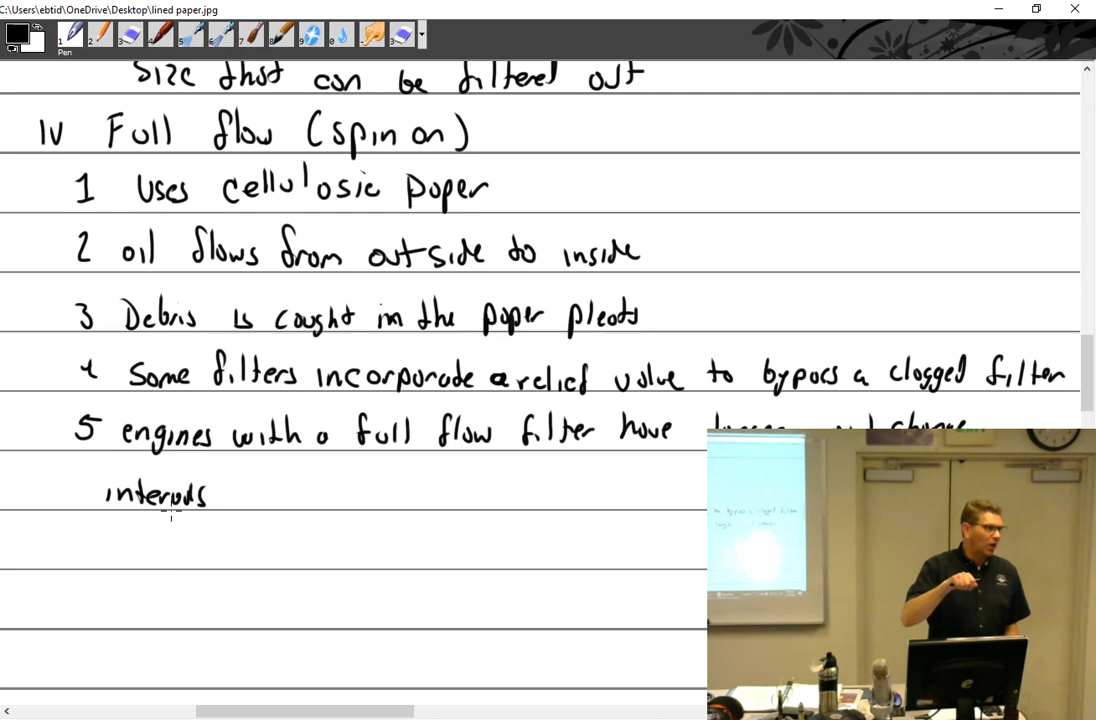 C:\Users\ebtid\OneDrive\Desktop\lined paper.jpg
Pen
size that can be filtered out
IV Full flow (spin on)
1 Uses cellulosic paper
2 oil flows from outside to inside
3 Debris is caught in the paper pleats
4 Some filters incorporate a relief valve to bypass a clogged filter
5 engines with a full flow filter have change
intervals